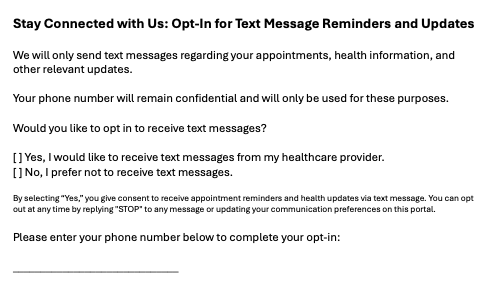 Stay Connected with Us: Opt-In for Text Message Reminders and Updates
We will only send text messages regarding your appointments, health information, and
other relevant updates.
Your phone number will remain confidential and will only be used for these purposes.
Would you like to opt in to receive text messages?
[ ] Yes, I would like to receive text messages from my healthcare provider.
[ ] No, I prefer not to receive text messages.
By selecting "Yes," you give consent to receive appointment reminders and health updates via text message. You can opt
out at any time by replying "STOP" to any message or updating your communication preferences on this portal.
Please enter your phone number below to complete your opt-in: